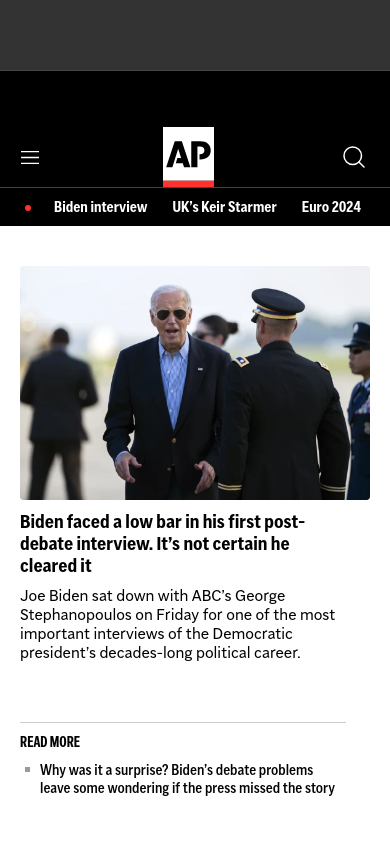 AP
Biden interview UK’s Keir Starmer Euro 2024
Biden faced a low bar in his first post-
debate interview. It’s not certain he
cleared it
Joe Biden sat down with ABC’s George
Stephanopoulos on Friday for one of the most
important interviews of the Democratic
president’s decades-long political career.
READ MORE
Why was it a surprise? Biden’s debate problems
leave some wondering if the press missed the story